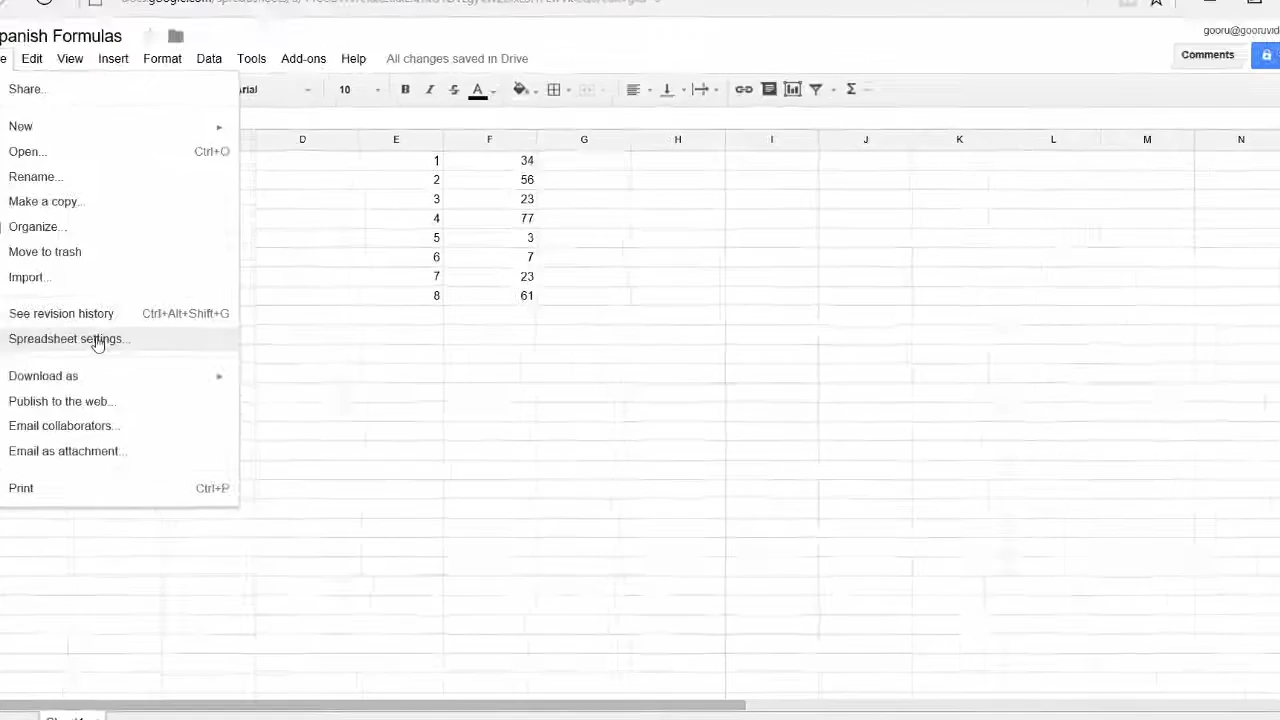 panish Formulas
gooru@gooruvid
Edit View Insert Format Data Tools Add-ons Help All changes saved in Drive
Comments
Share...
Arial 10 B I S A Σ
New
Open... Ctrl+O
Rename...
Make a copy...
Organize...
Move to trash
Import...
See revision history Ctrl+Alt+Shift+G
Spreadsheet settings...
Download as
Publish to the web...
Email collaborators...
Email as attachment...
Print Ctrl+P
D E F G H I J K L M N
1 34
2 56
3 23
4 77
5 3
6 7
7 23
8 61